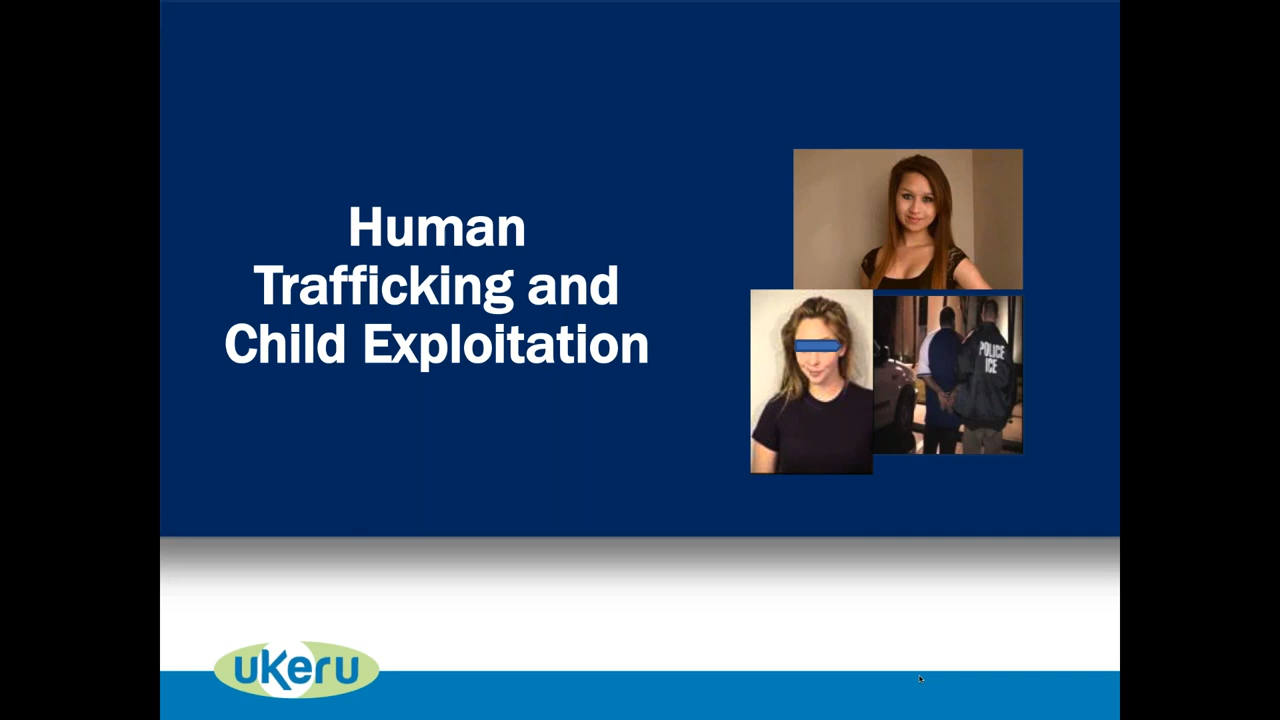 Human
Trafficking and
Child Exploitation
POLICE
ICE
ukeru